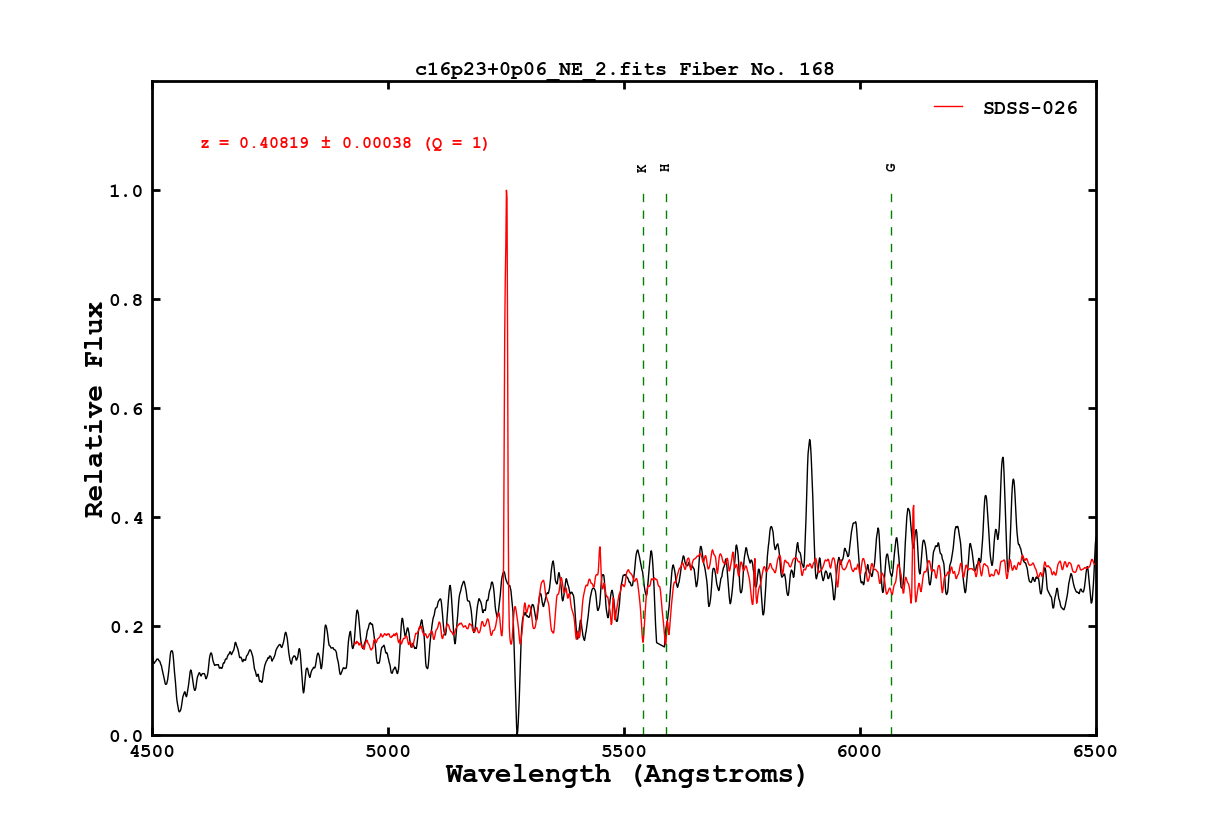 c16p23+0p06_NE_2.fits Fiber No. 168
SDSS-026
z = 0.40819 ± 0.00038 (Q = 1)
K
H
G
1.0
0.8
0.6
0.4
0.2
0.0
Relative Flux
4500
5000
5500
6000
6500
Wavelength (Angstroms)